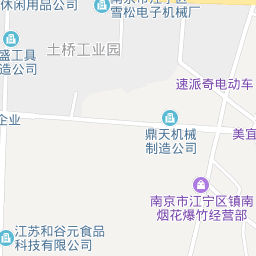 休闲用品公司
南京市江宁区
雪松电子机械厂
土桥工业园
盛工具
造公司
速派奇电动车
企业
鼎天机械
制造公司
美宜
南京市江宁区镇南
烟花爆竹经营部
江苏和谷元食品
科技有限公司